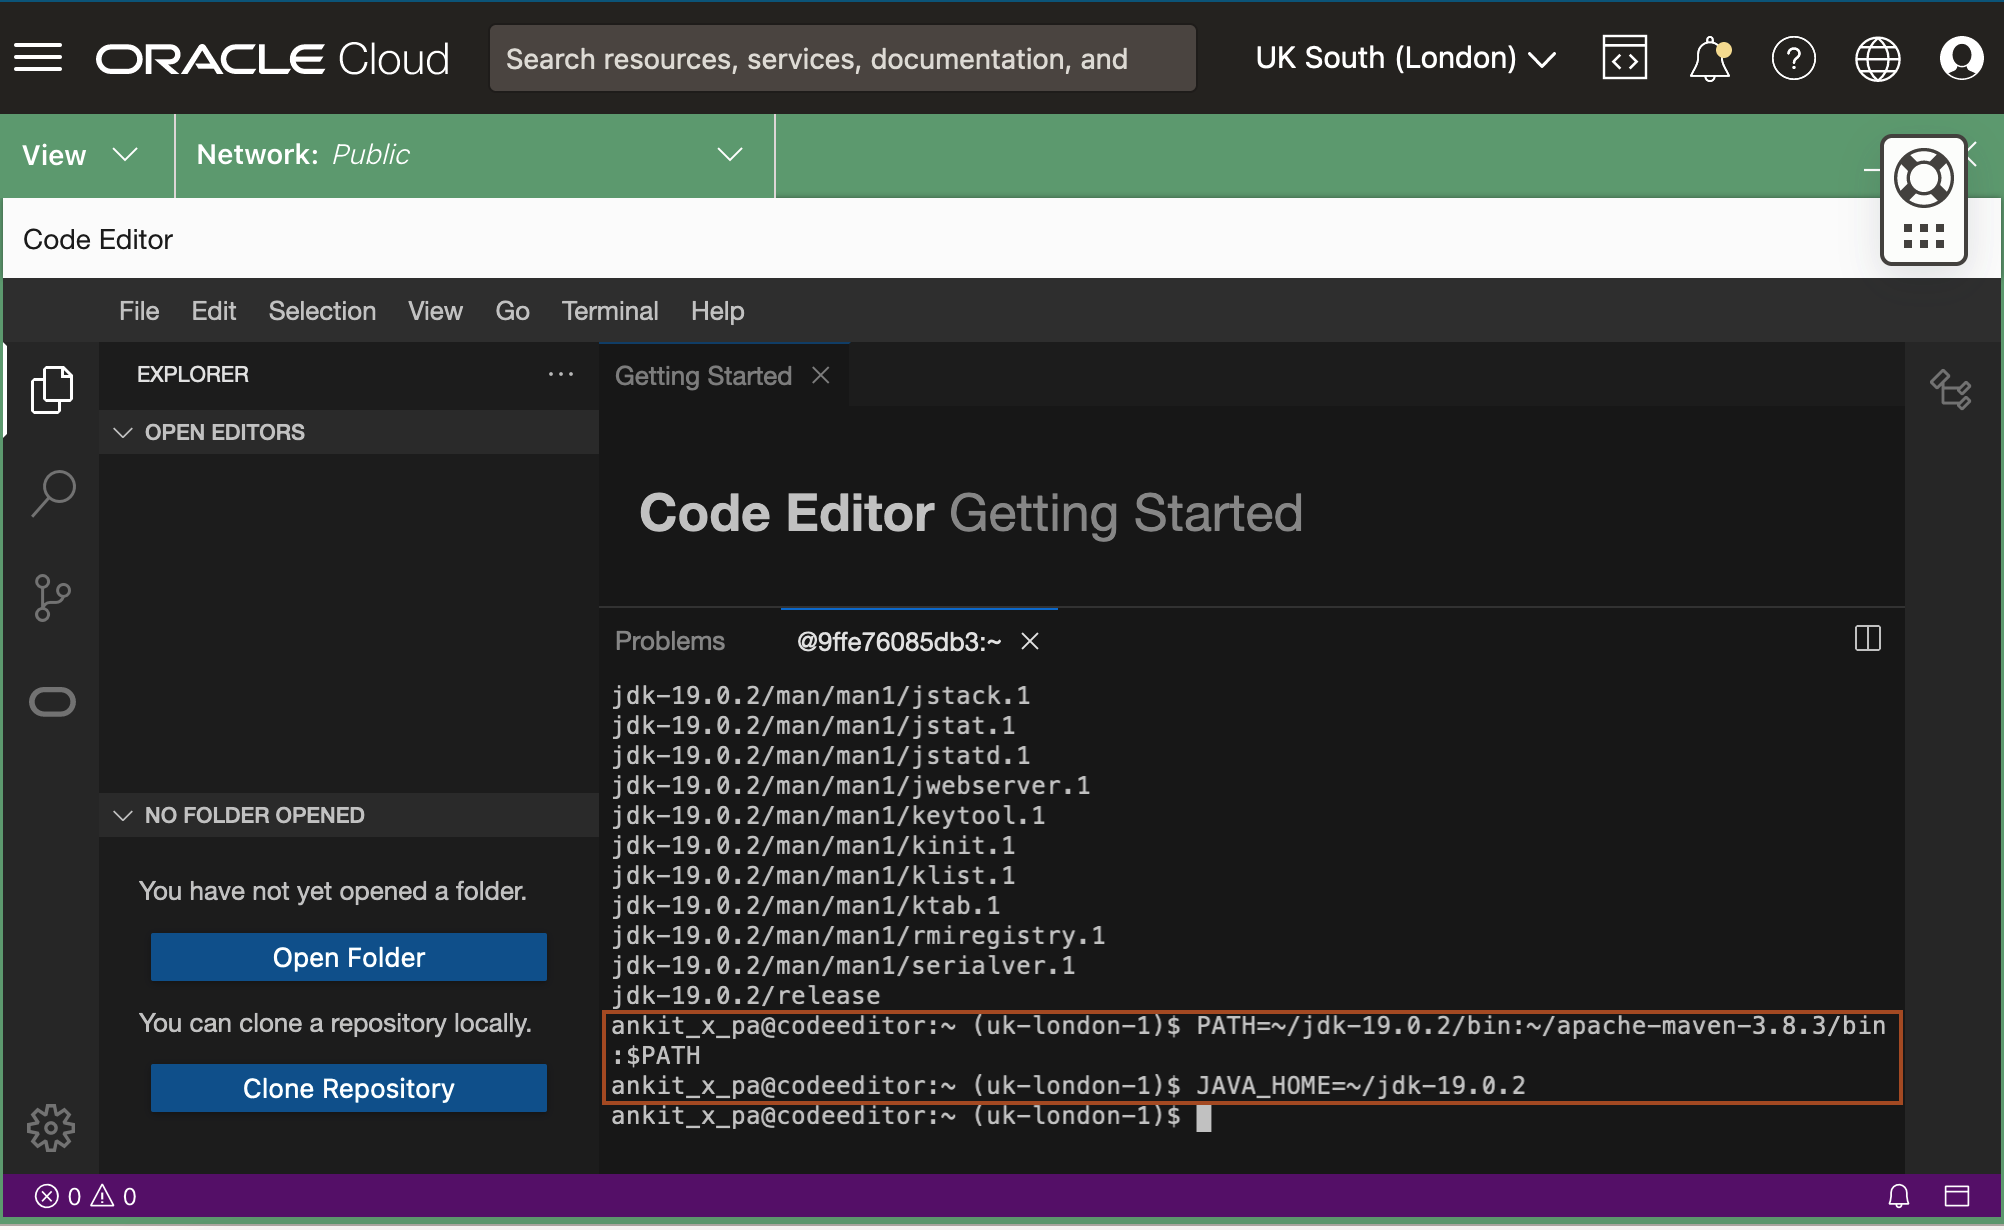 ORACLE Cloud
Search resources, services, documentation, and
UK South (London)
View
Network: Public
Code Editor
File Edit Selection View Go Terminal Help
EXPLORER
OPEN EDITORS
NO FOLDER OPENED
You have not yet opened a folder.
Open Folder
You can clone a repository locally.
Clone Repository
Getting Started
Code Editor Getting Started
Problems
@9ffe76085db3:~
jdk-19.0.2/man/man1/jstack.1
jdk-19.0.2/man/man1/jstat.1
jdk-19.0.2/man/man1/jstatd.1
jdk-19.0.2/man/man1/jwebserver.1
jdk-19.0.2/man/man1/keytool.1
jdk-19.0.2/man/man1/kinit.1
jdk-19.0.2/man/man1/klist.1
jdk-19.0.2/man/man1/ktab.1
jdk-19.0.2/man/man1/rmiregistry.1
jdk-19.0.2/man/man1/serialver.1
jdk-19.0.2/release
ankit_x_pa@codeeditor:~ (uk-london-1)$ PATH=~/jdk-19.0.2/bin:~/apache-maven-3.8.3/bin
:$PATH
ankit_x_pa@codeeditor:~ (uk-london-1)$ JAVA_HOME=~/jdk-19.0.2
ankit_x_pa@codeeditor:~ (uk-london-1)$
0 0